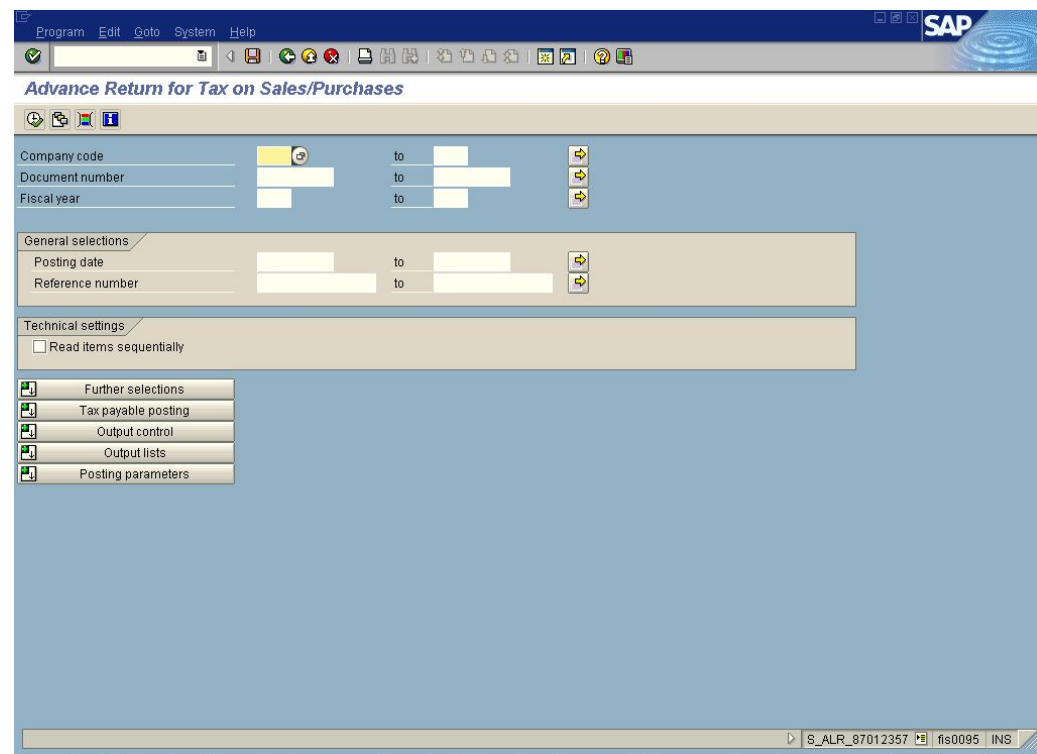 Program Edit Goto System Help
SAP
Advance Return for Tax on Sales/Purchases
Company code to
Document number to
Fiscal year to
General selections
Posting date to
Reference number to
Technical settings
Read items sequentially
Further selections
Tax payable posting
Output control
Output lists
Posting parameters
S_ALR_87012357 fis0095 INS